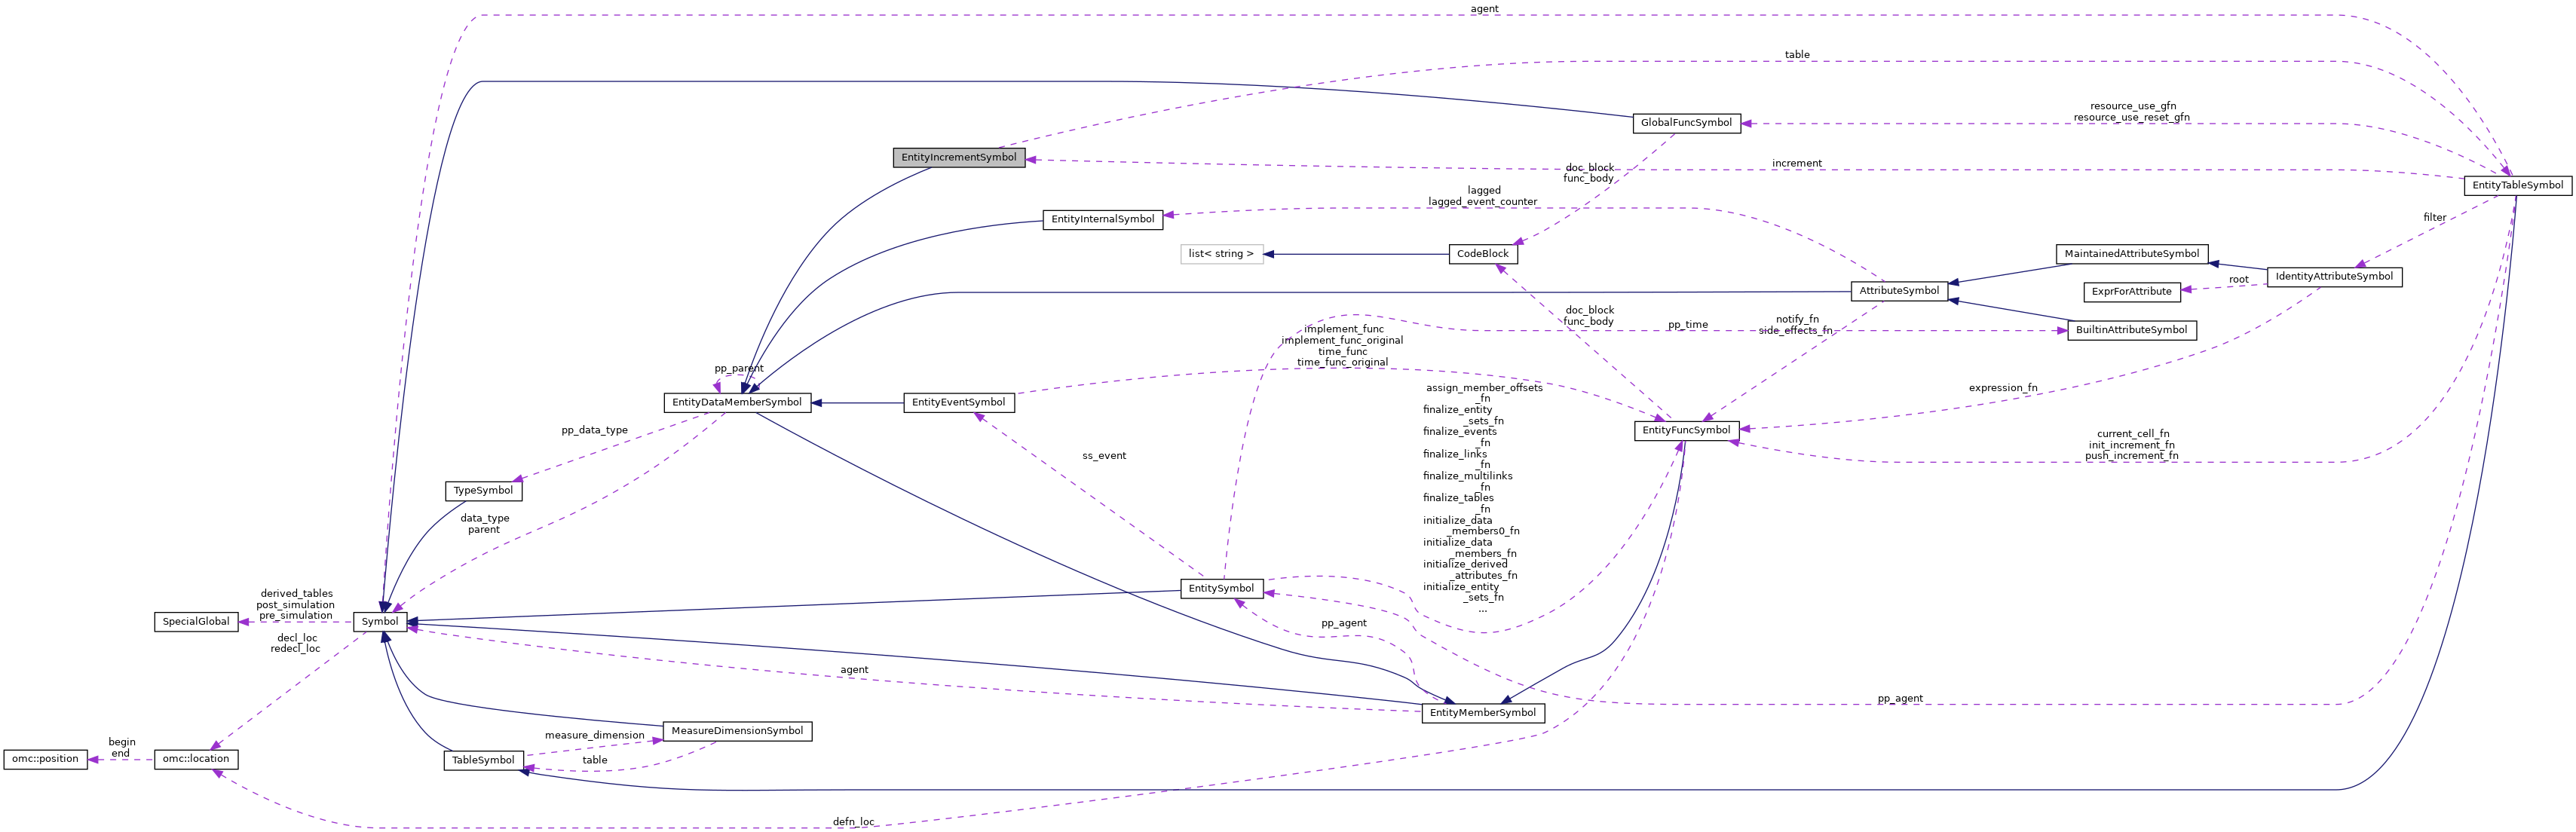 agent
table
resource_use_gfn
resource_use_reset_gfn
GlobalFuncSymbol
EntityIncrementSymbol
increment
doc_block
func_body
EntityTableSymbol
lagged
lagged_event_counter
EntityInternalSymbol
filter
list< string >
CodeBlock
MaintainedAttributeSymbol
IdentityAttributeSymbol
root
AttributeSymbol
ExprForAttribute
doc_block
func_body
pp_time
notify_fn
side_effects_fn
BuiltinAttributeSymbol
implement_func
implement_func_original
time_func
time_func_original
pp_parent
expression_fn
EntityDataMemberSymbol
EntityEventSymbol
assign_member_offsets
_fn
finalize_entity
_sets_fn
finalize_events
_fn
finalize_links
_fn
finalize_multilinks
_fn
finalize_tables
_fn
initialize_data
_members0_fn
initialize_data
_members_fn
initialize_derived
_attributes_fn
initialize_entity
_sets_fn
...
EntityFuncSymbol
current_cell_fn
init_increment_fn
push_increment_fn
pp_data_type
ss_event
TypeSymbol
data_type
parent
EntitySymbol
derived_tables
post_simulation
pre_simulation
SpecialGlobal
Symbol
decl_loc
redecl_loc
pp_agent
agent
pp_agent
EntityMemberSymbol
MeasureDimensionSymbol
measure_dimension
table
TableSymbol
begin
end
omc::position
omc::location
defn_loc